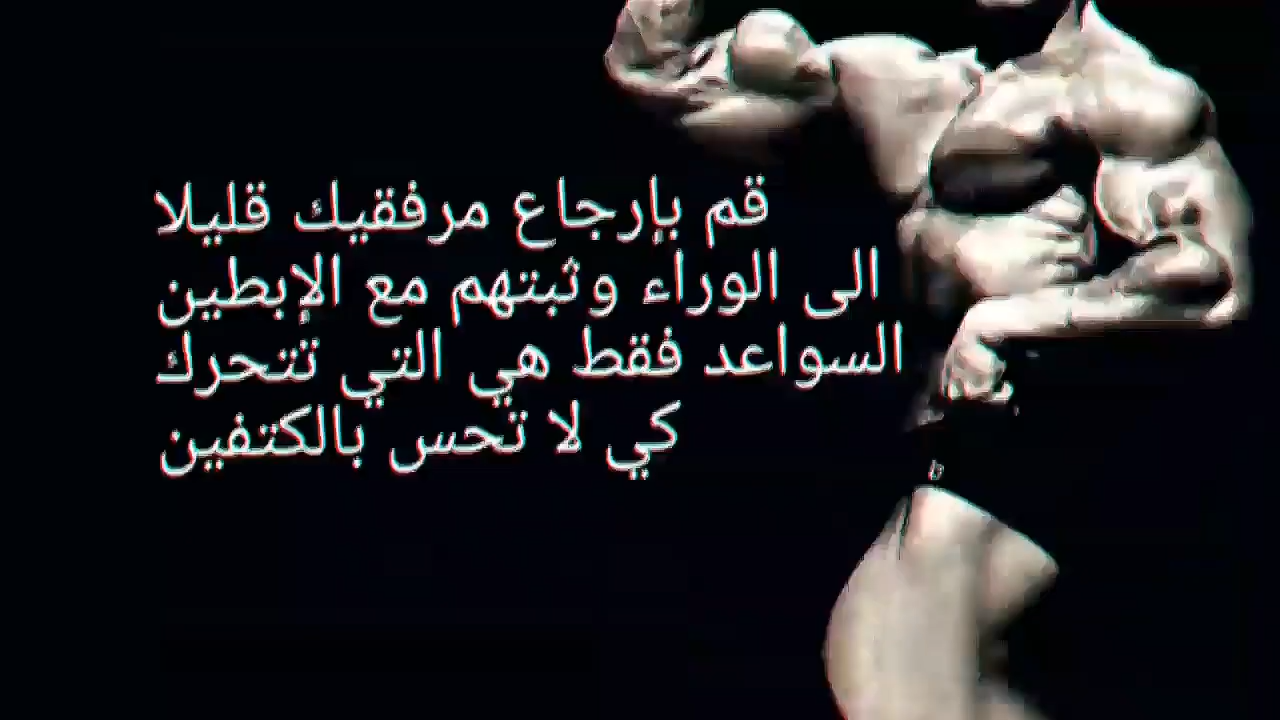 قم بإرجاع مرفقيك قليلا
الى الوراء وثبتهم مع الإبطين
السواعد فقط هي التي تتحرك
كي لا تحس بالكتفين